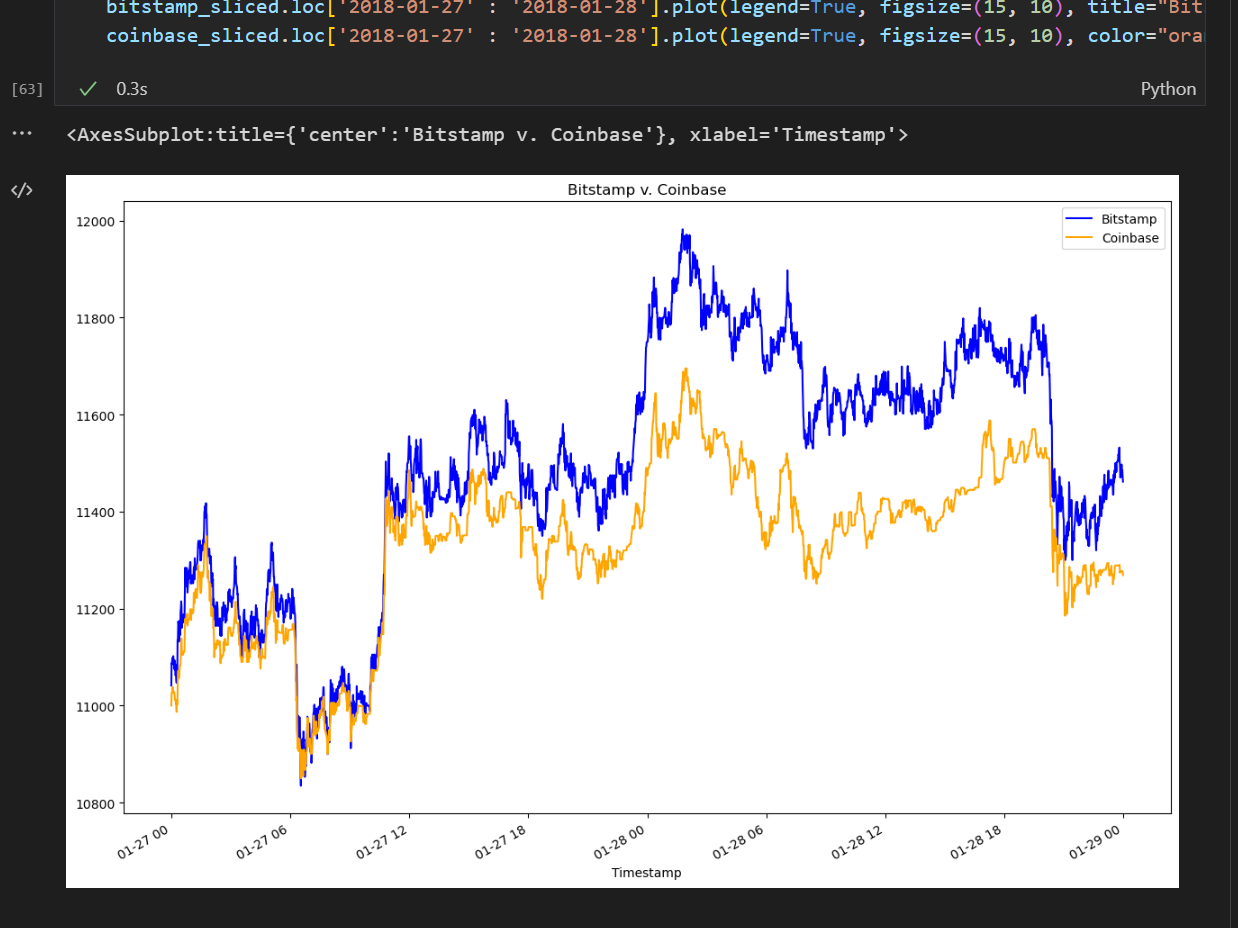 bitstamp_sliced.loc['2018-01-27' : '2018-01-28'].plot(legend=True, figsize=(15, 10), title="Bit
coinbase_sliced.loc['2018-01-27' : '2018-01-28'].plot(legend=True, figsize=(15, 10), color="ora
[63]
0.3s
Python
<AxesSubplot:title={'center':'Bitstamp v. Coinbase'}, xlabel='Timestamp'>
Bitstamp v. Coinbase
Bitstamp
Coinbase
12000
11800
11600
11400
11200
11000
10800
01-27 00
01-27 06
01-27 12
01-27 18
01-28 00
01-28 06
01-28 12
01-28 18
01-29 00
Timestamp